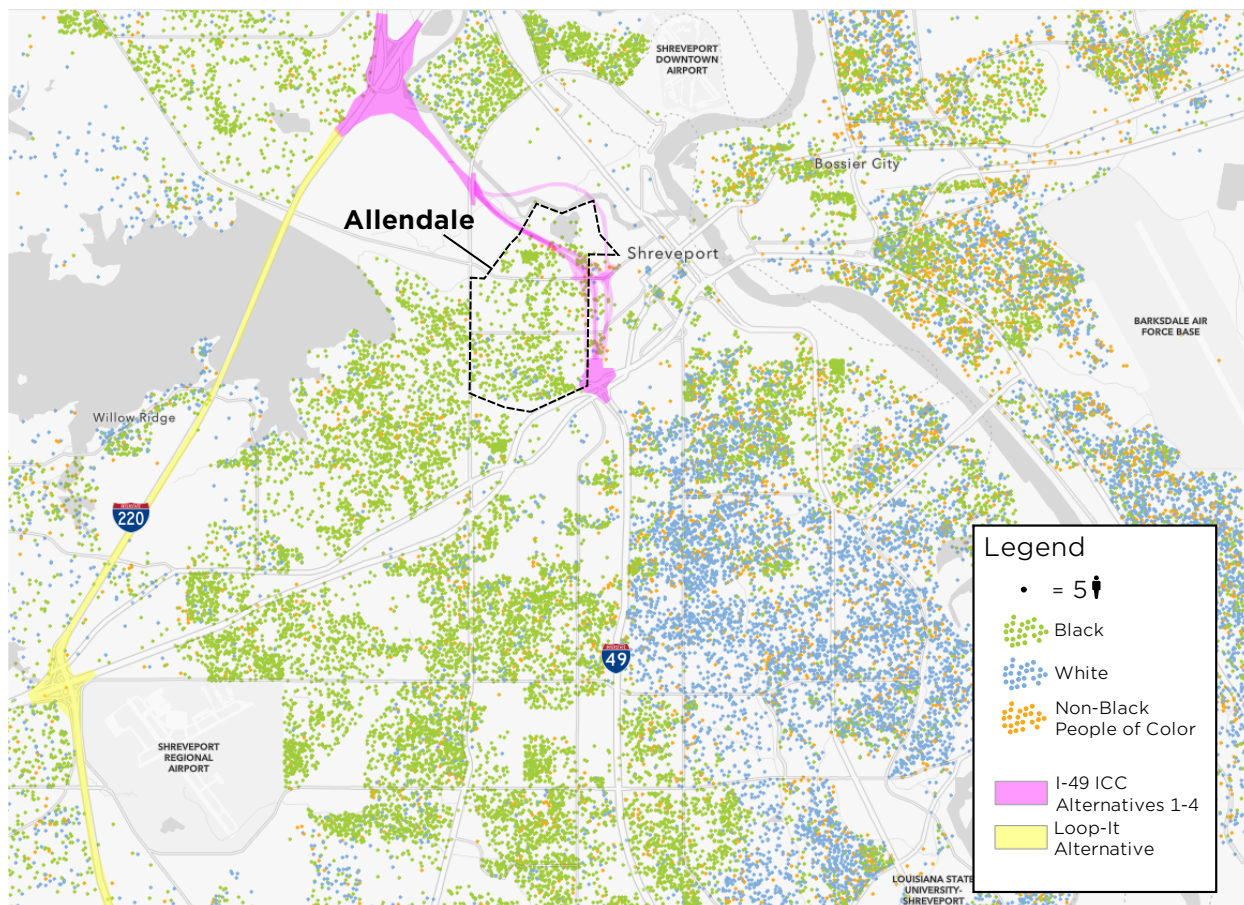 SHREVEPORT
DOWNTOWN
AIRPORT
Bossier City
Allendale
Shreveport
BARKSDALE AIR
FORCE BASE
Willow Ridge
INTERSTATE
220
INTERSTATE
49
SHREVEPORT
REGIONAL
AIRPORT
LOUISIANA STATE
UNIVERSITY-
SHREVEPORT
Legend
= 5
Black
White
Non-Black
People of Color
I-49 ICC
Alternatives 1-4
Loop-It
Alternative